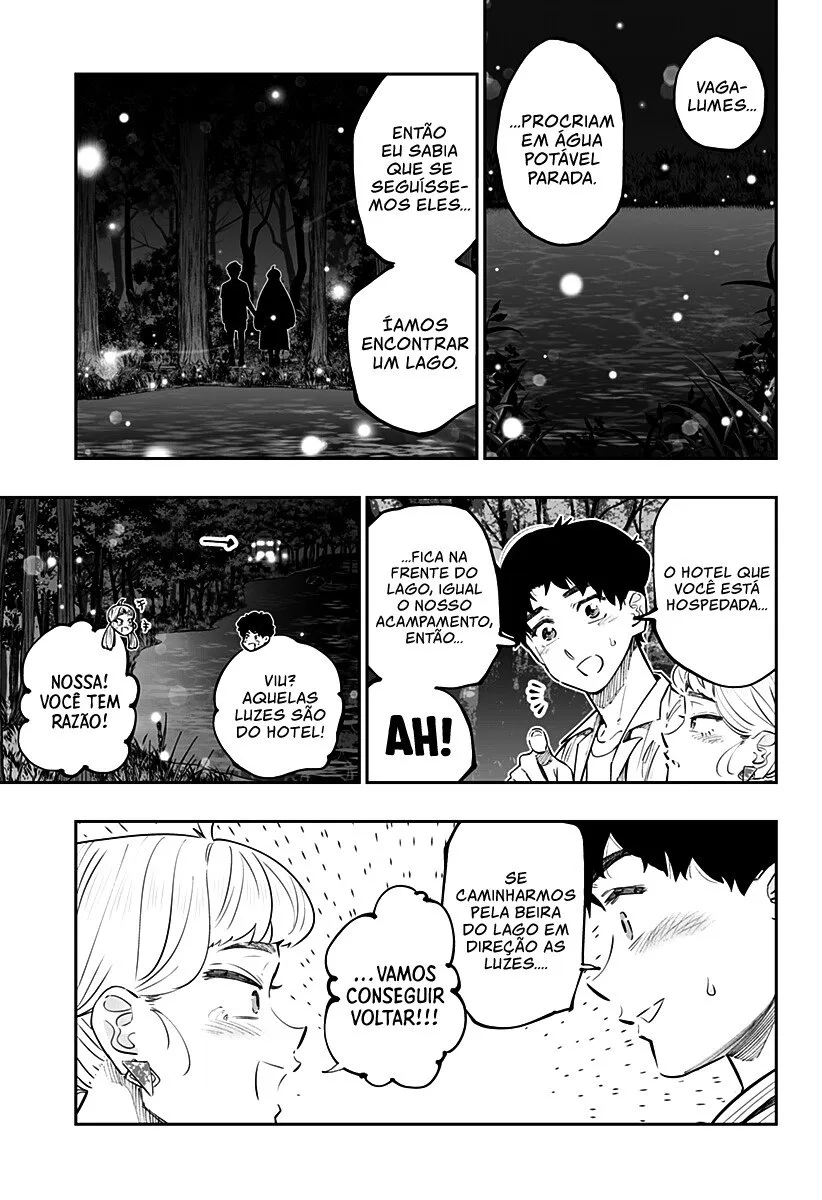 VAGA-
LUMES...
...PROCRIAM
EM ÁGUA
POTÁVEL
PARADA.
ENTÃO
EU SABIA
QUE SE
SEGUÍSSE-
MOS ELES...
ÍAMOS
ENCONTRAR
UM LAGO.
O HOTEL QUE
VOCÊ ESTÁ
HOSPEDADA...
...FICA NA
FRENTE DO
LAGO, IGUAL
O NOSSO
ACAMPAMENTO,
ENTÃO...
AH!
VIU?
AQUELAS
LUZES SÃO
DO HOTEL!
NOSSA!
VOCÊ TEM
RAZÃO!
SE
CAMINHARMOS
PELA BEIRA
DO LAGO EM
DIREÇÃO AS
LUZES....
...VAMOS
CONSEGUIR
VOLTAR!!!